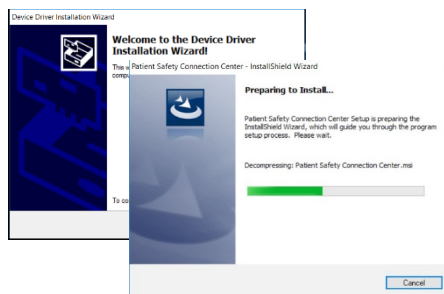 Device Driver Installation Wizard
Welcome to the Device Driver
Installation Wizard!
This w
compu
To co
Patient Safety Connection Center - InstallShield Wizard
Preparing to Install...
Patient Safety Connection Center Setup is preparing the
InstallShield Wizard, which will guide you through the program
setup process. Please wait.
Decompressing: Patient Safety Connection Center.msi
Cancel